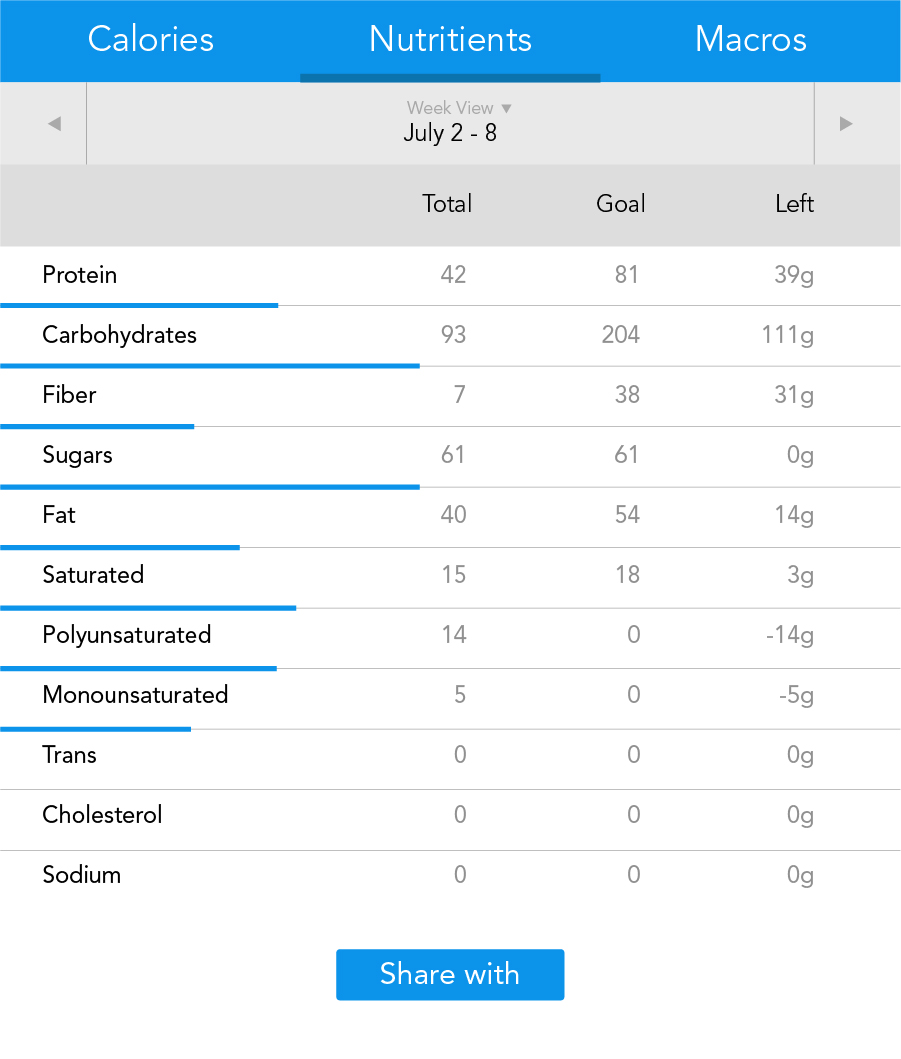 Calories Nutritients Macros
Week View ▼
July 2 - 8
Total Goal Left
Protein 42 81 39g
Carbohydrates 93 204 111g
Fiber 7 38 31g
Sugars 61 61 0g
Fat 40 54 14g
Saturated 15 18 3g
Polyunsaturated 14 0 -14g
Monounsaturated 5 0 -5g
Trans 0 0 0g
Cholesterol 0 0 0g
Sodium 0 0 0g
Share with